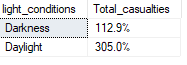 light_conditions Total_casualties
Darkness 112.9%
Daylight 305.0%